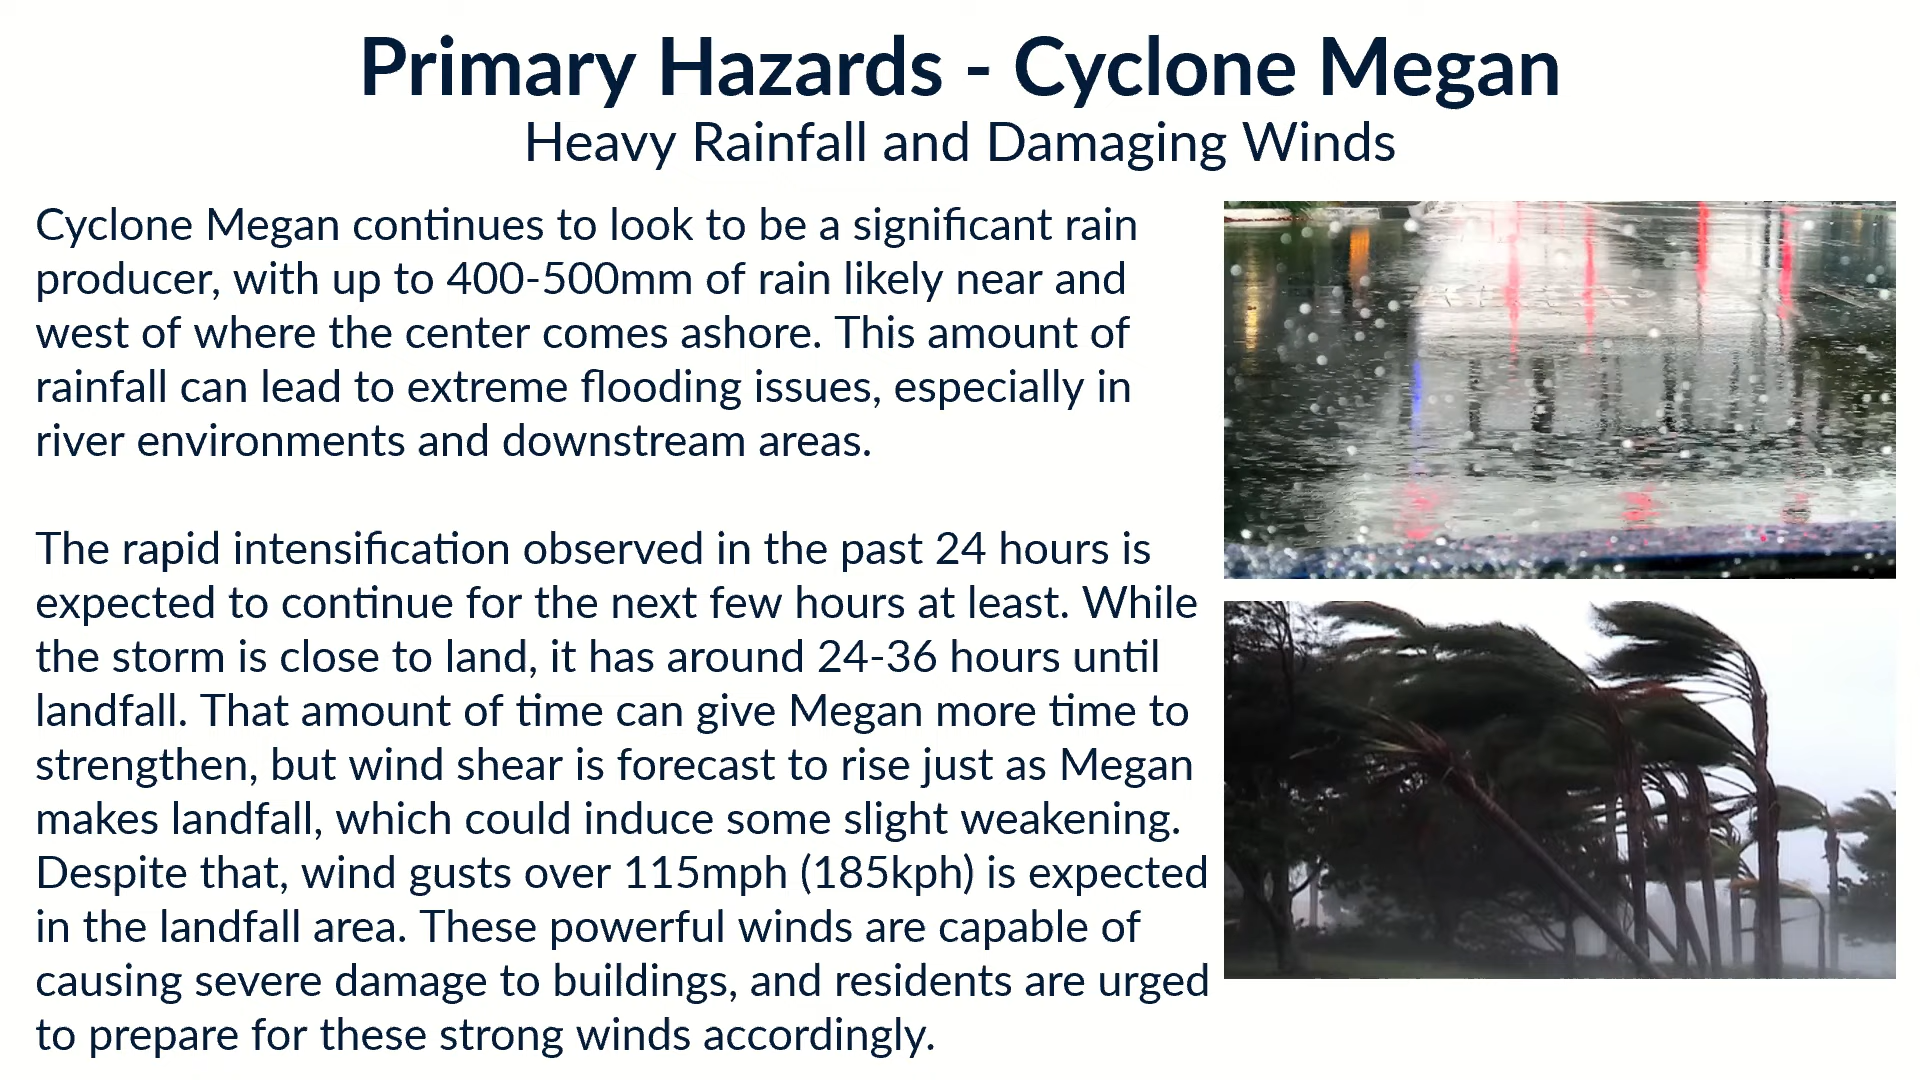 Primary Hazards - Cyclone Megan
Heavy Rainfall and Damaging Winds
Cyclone Megan continues to look to be a significant rain
producer, with up to 400-500mm of rain likely near and
west of where the center comes ashore. This amount of
rainfall can lead to extreme flooding issues, especially in
river environments and downstream areas.
The rapid intensification observed in the past 24 hours is
expected to continue for the next few hours at least. While
the storm is close to land, it has around 24-36 hours until
landfall. That amount of time can give Megan more time to
strengthen, but wind shear is forecast to rise just as Megan
makes landfall, which could induce some slight weakening.
Despite that, wind gusts over 115mph (185kph) is expected
in the landfall area. These powerful winds are capable of
causing severe damage to buildings, and residents are urged
to prepare for these strong winds accordingly.